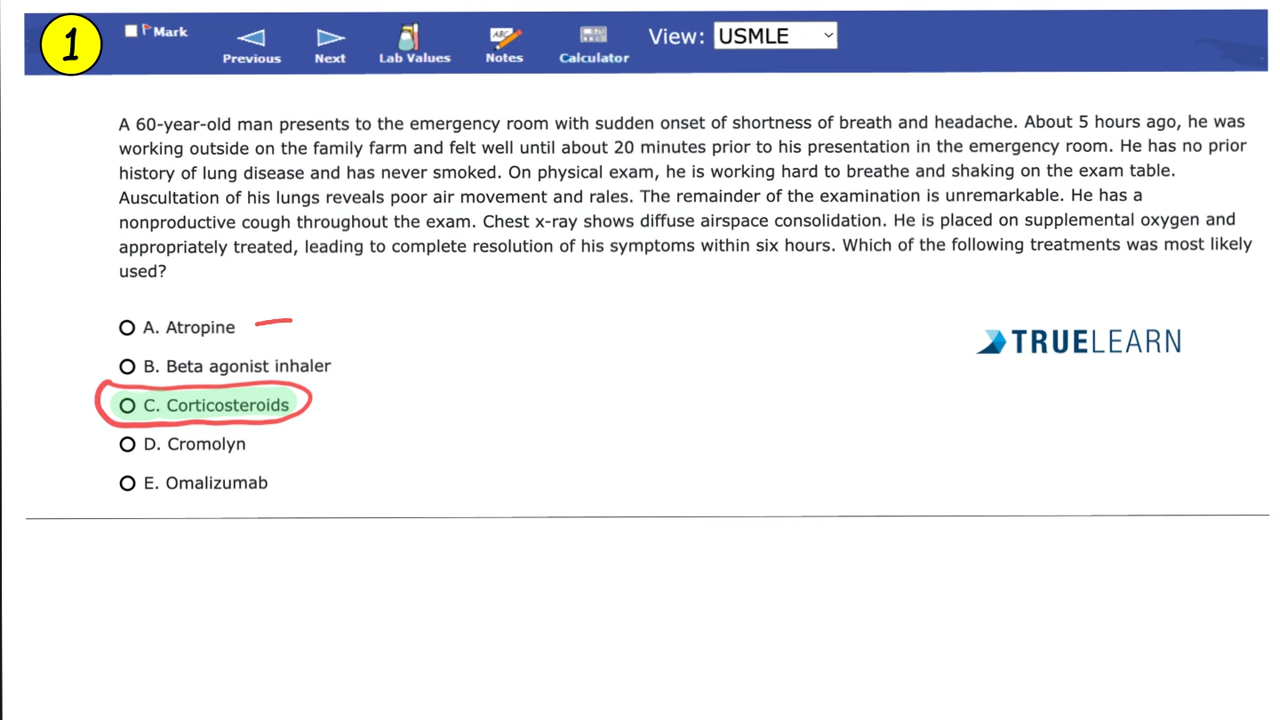 1
Mark
Previous
Next
Lab Values
ABC
Notes
Calculator
View: USMLE
A 60-year-old man presents to the emergency room with sudden onset of shortness of breath and headache. About 5 hours ago, he was
working outside on the family farm and felt well until about 20 minutes prior to his presentation in the emergency room. He has no prior
history of lung disease and has never smoked. On physical exam, he is working hard to breathe and shaking on the exam table.
Auscultation of his lungs reveals poor air movement and rales. The remainder of the examination is unremarkable. He has a
nonproductive cough throughout the exam. Chest x-ray shows diffuse airspace consolidation. He is placed on supplemental oxygen and
appropriately treated, leading to complete resolution of his symptoms within six hours. Which of the following treatments was most likely
used?
A. Atropine
B. Beta agonist inhaler
C. Corticosteroids
D. Cromolyn
E. Omalizumab
TRUELEARN